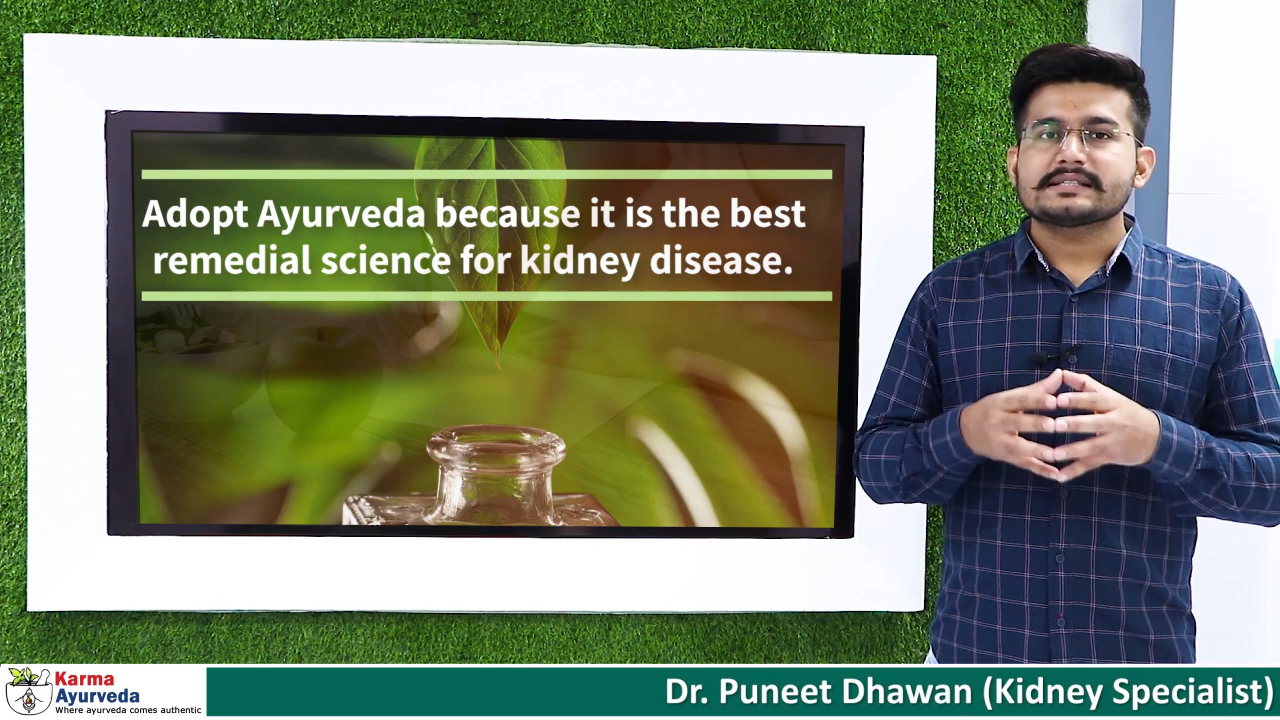 Adopt Ayurveda because it is the best
remedial science for kidney disease.
Karma
Ayurveda
Where ayurveda comes authentic
Dr. Puneet Dhawan (Kidney Specialist)